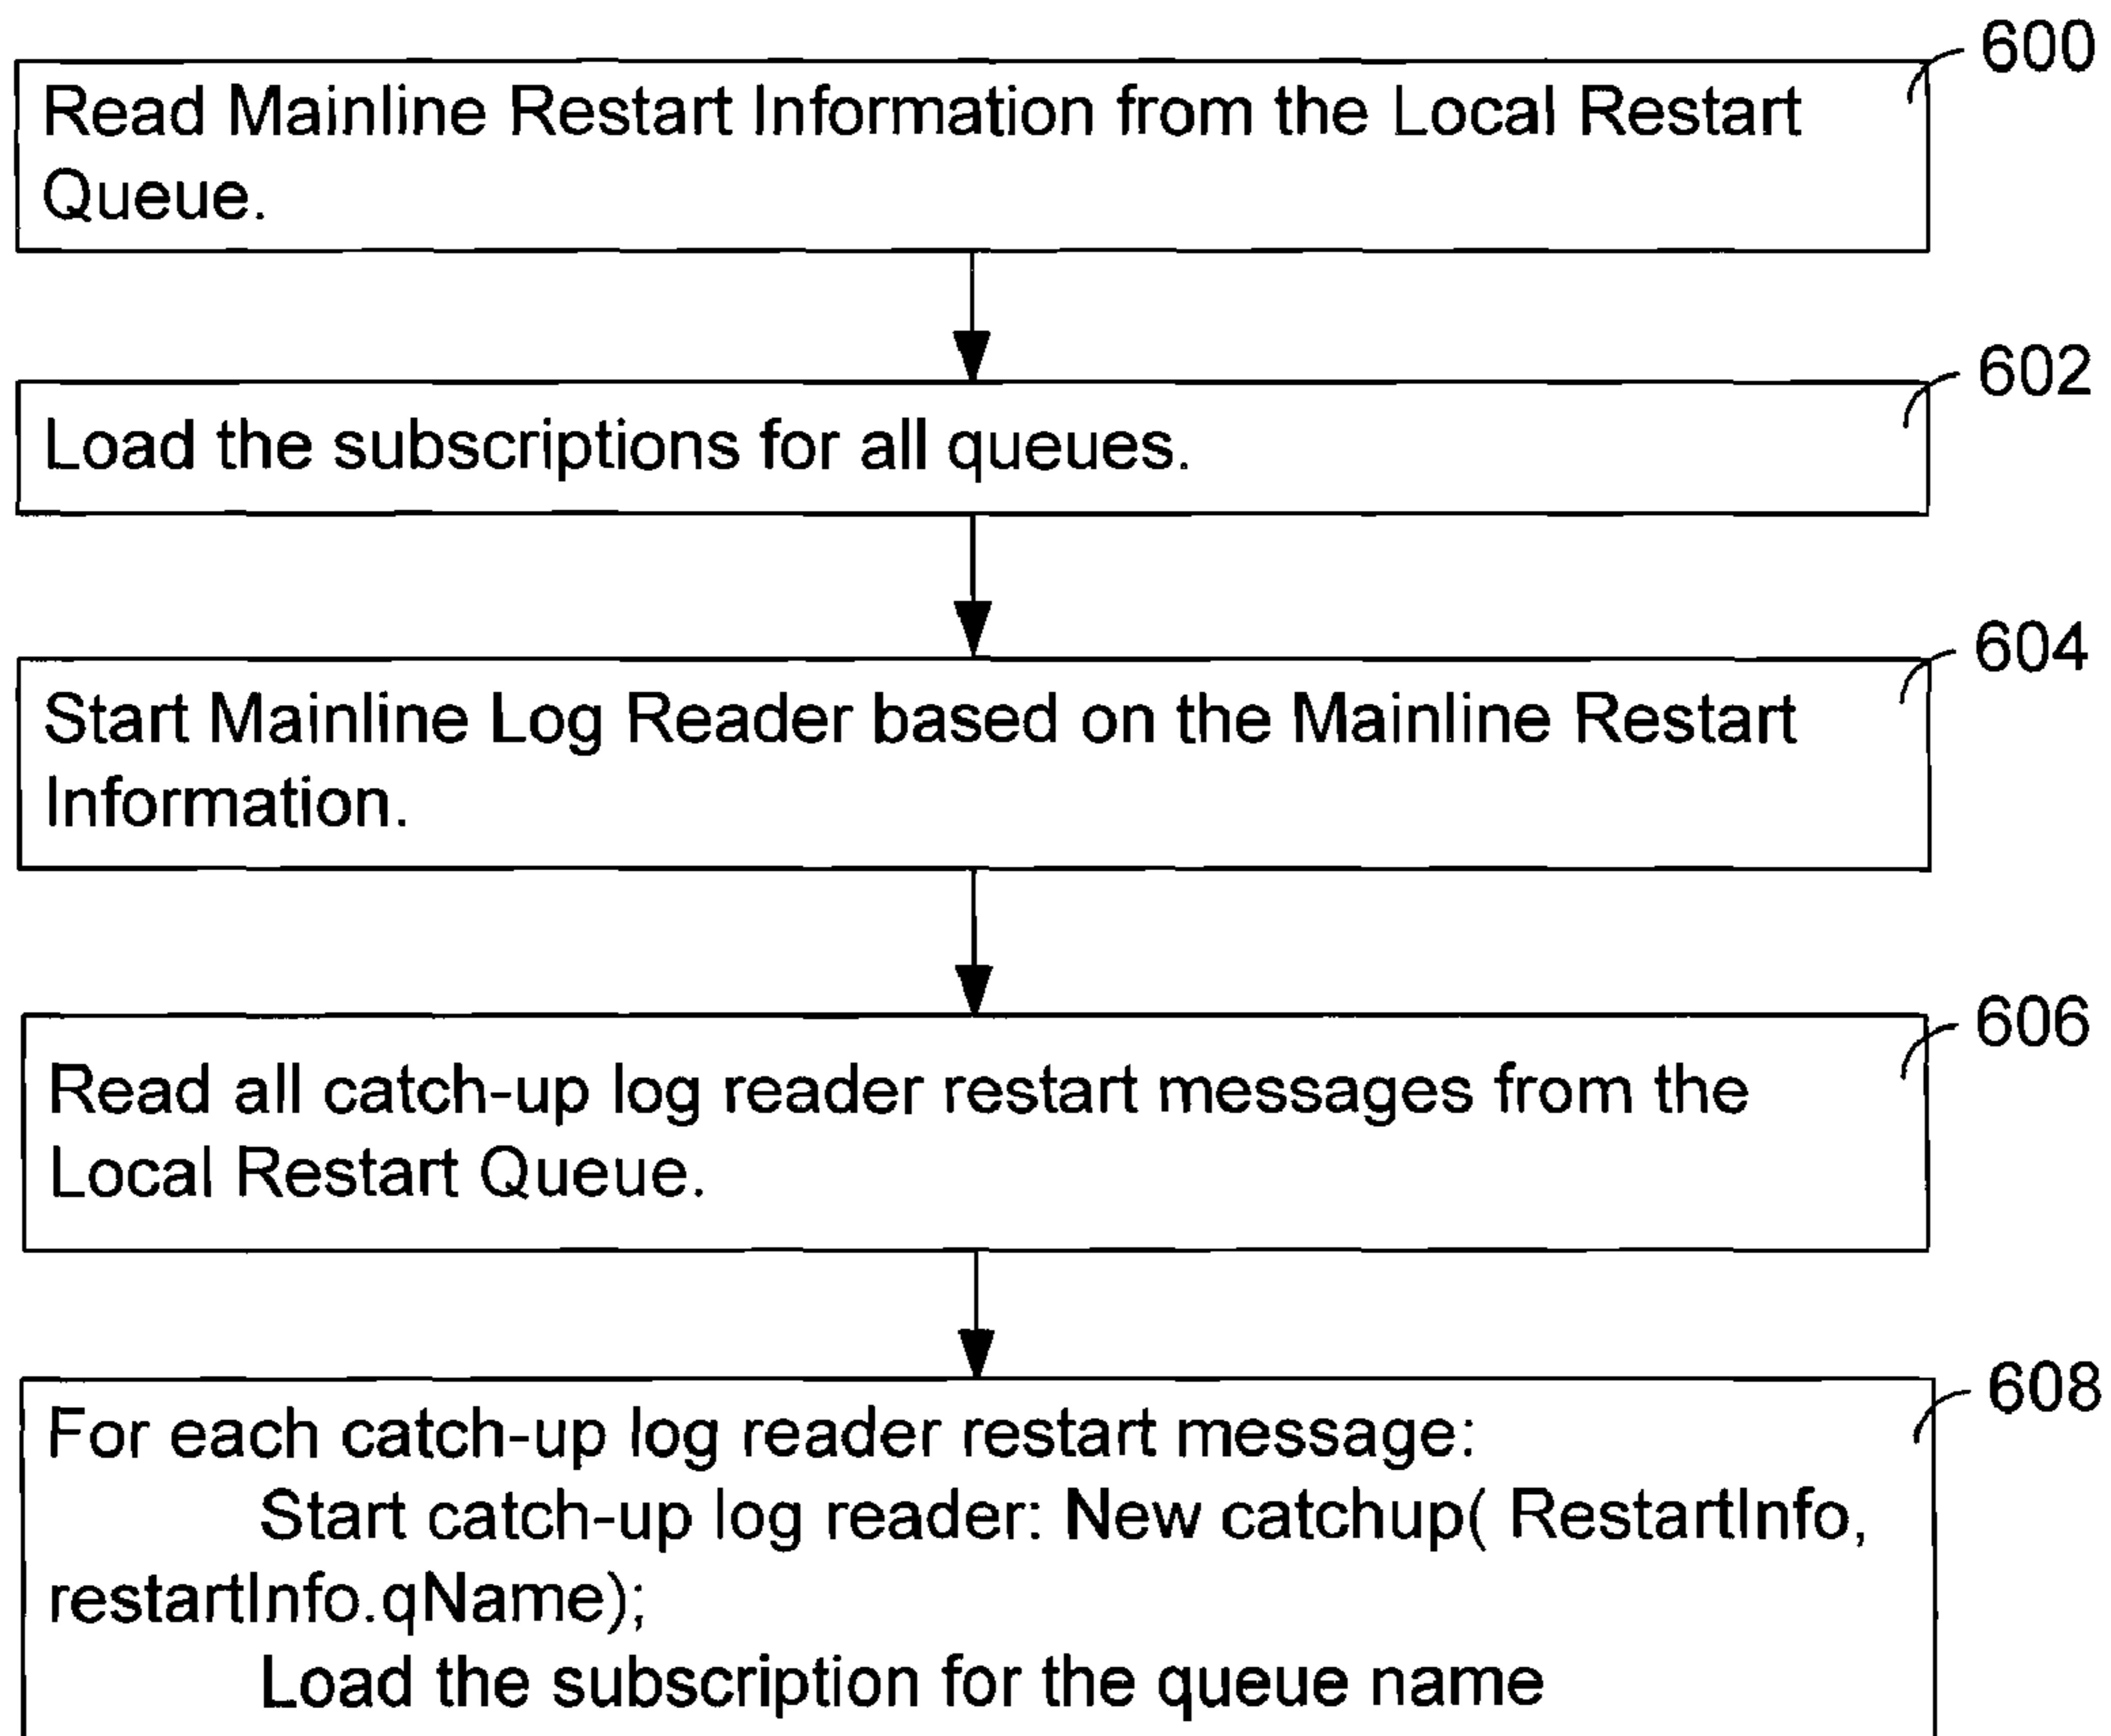 600
Read Mainline Restart Information from the Local Restart
Queue.
602
Load the subscriptions for all queues.
604
Start Mainline Log Reader based on the Mainline Restart
Information.
606
Read all catch-up log reader restart messages from the
Local Restart Queue.
608
For each catch-up log reader restart message:
Start catch-up log reader: New catchup( RestartInfo,
restartInfo.qName);
Load the subscription for the queue name